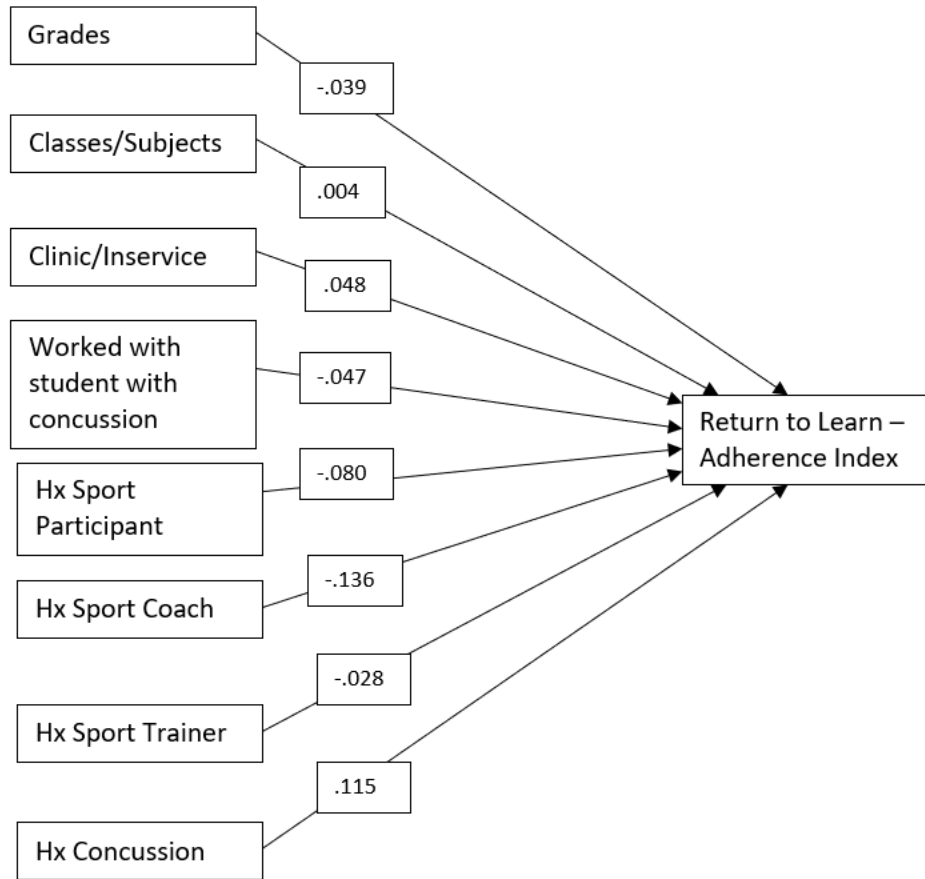 Grades
-.039
Classes/Subjects
.004
Clinic/Inservice
.048
Worked with
student with
concussion
-.047
Return to Learn –
Adherence Index
Hx Sport
Participant
-.080
Hx Sport Coach
-.136
Hx Sport Trainer
-.028
Hx Concussion
.115